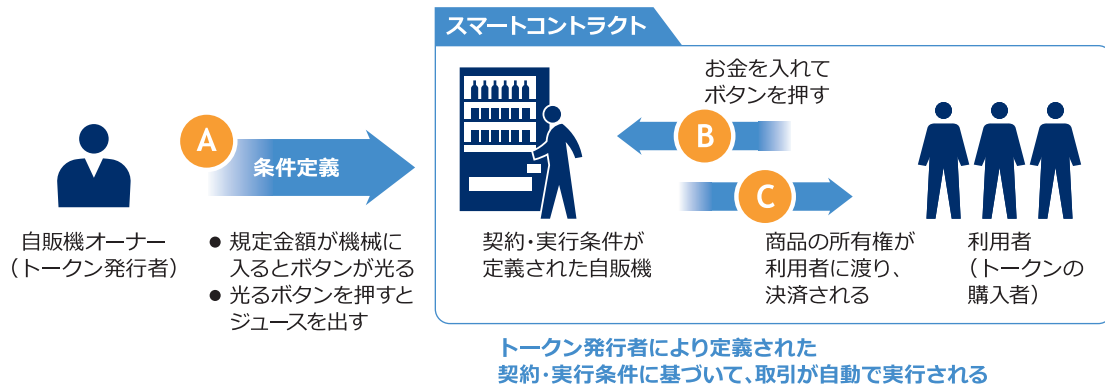 スマートコントラクト
お金を入れて
ボタンを押す
A
条件定義
B
C
自販機オーナー
（トークン発行者）
● 規定金額が機械に
入るとボタンが光る
● 光るボタンを押すと
ジュースを出す
契約・実行条件が
定義された自販機
商品の所有権が
利用者に渡り、
決済される
利用者
（トークンの
購入者）
トークン発行者により定義された
契約・実行条件に基づいて、取引が自動で実行される